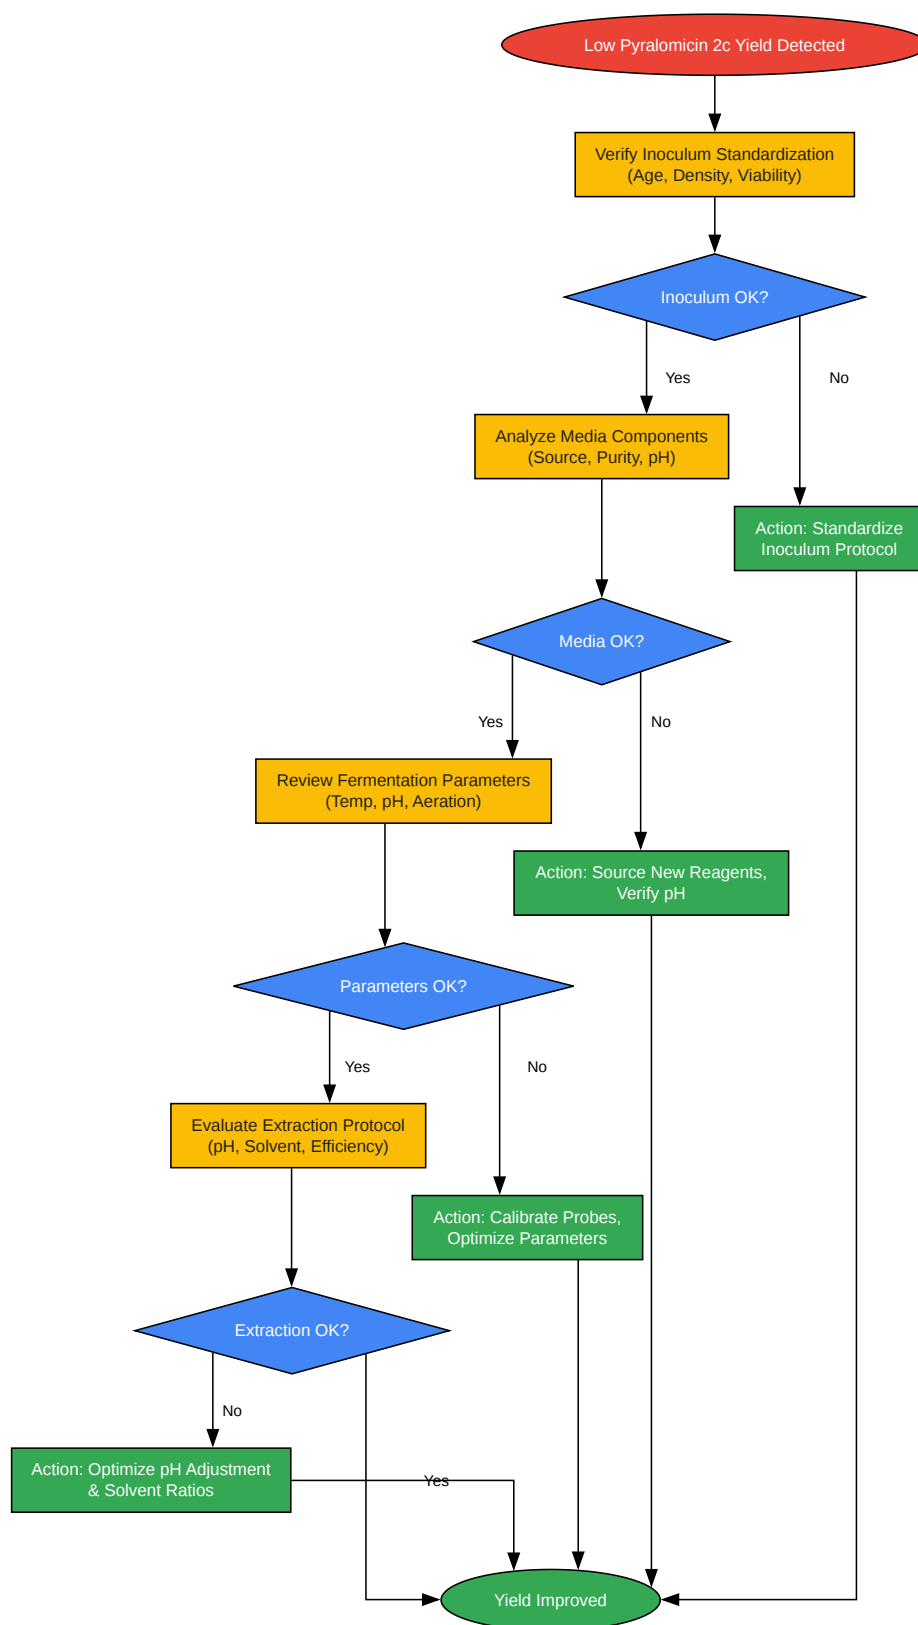 Low Pyralomicin 2c Yield Detected
Verify Inoculum Standardization
(Age, Density, Viability)
Inoculum OK?
Yes
No
Analyze Media Components
(Source, Purity, pH)
Action: Standardize
Inoculum Protocol
Media OK?
Yes
No
Review Fermentation Parameters
(Temp, pH, Aeration)
Action: Source New Reagents,
Verify pH
Parameters OK?
Yes
No
Evaluate Extraction Protocol
(pH, Solvent, Efficiency)
Action: Calibrate Probes,
Optimize Parameters
Extraction OK?
No
Action: Optimize pH Adjustment
& Solvent Ratios
Yes
Yield Improved